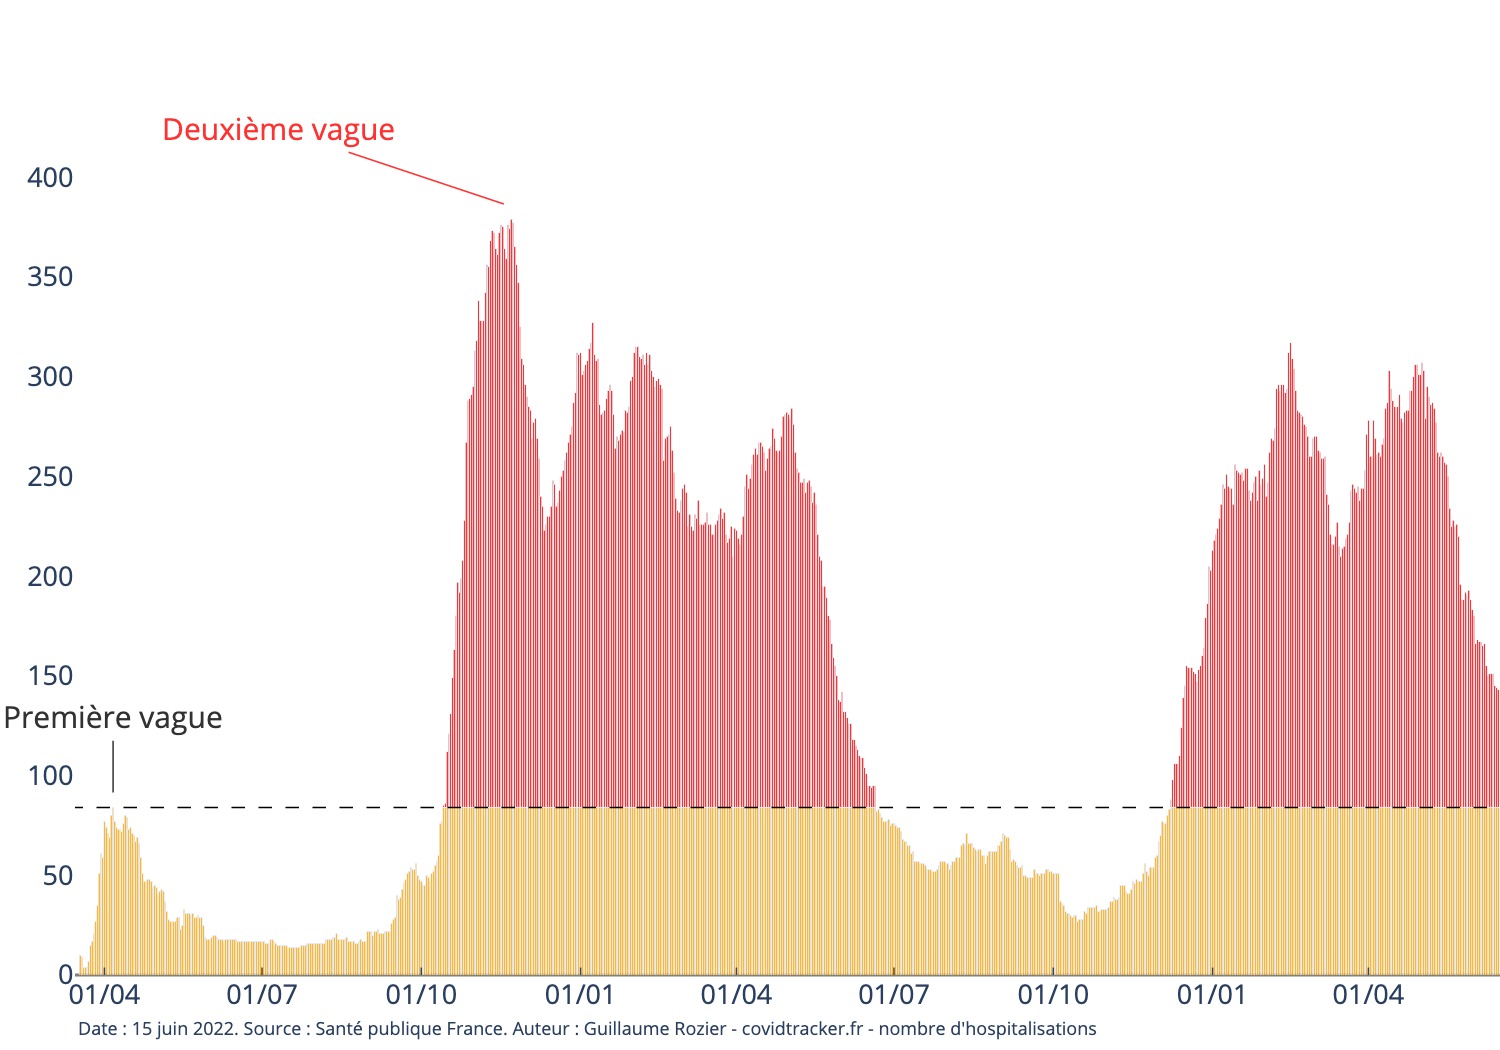 Deuxième vague
400
350
300
250
200
150
Première vague
100
50
0
01/04 01/07 01/10 01/01 01/04 01/07 01/10 01/01 01/04
Date : 15 juin 2022. Source : Santé publique France. Auteur : Guillaume Rozier - covidtracker.fr - nombre d'hospitalisations